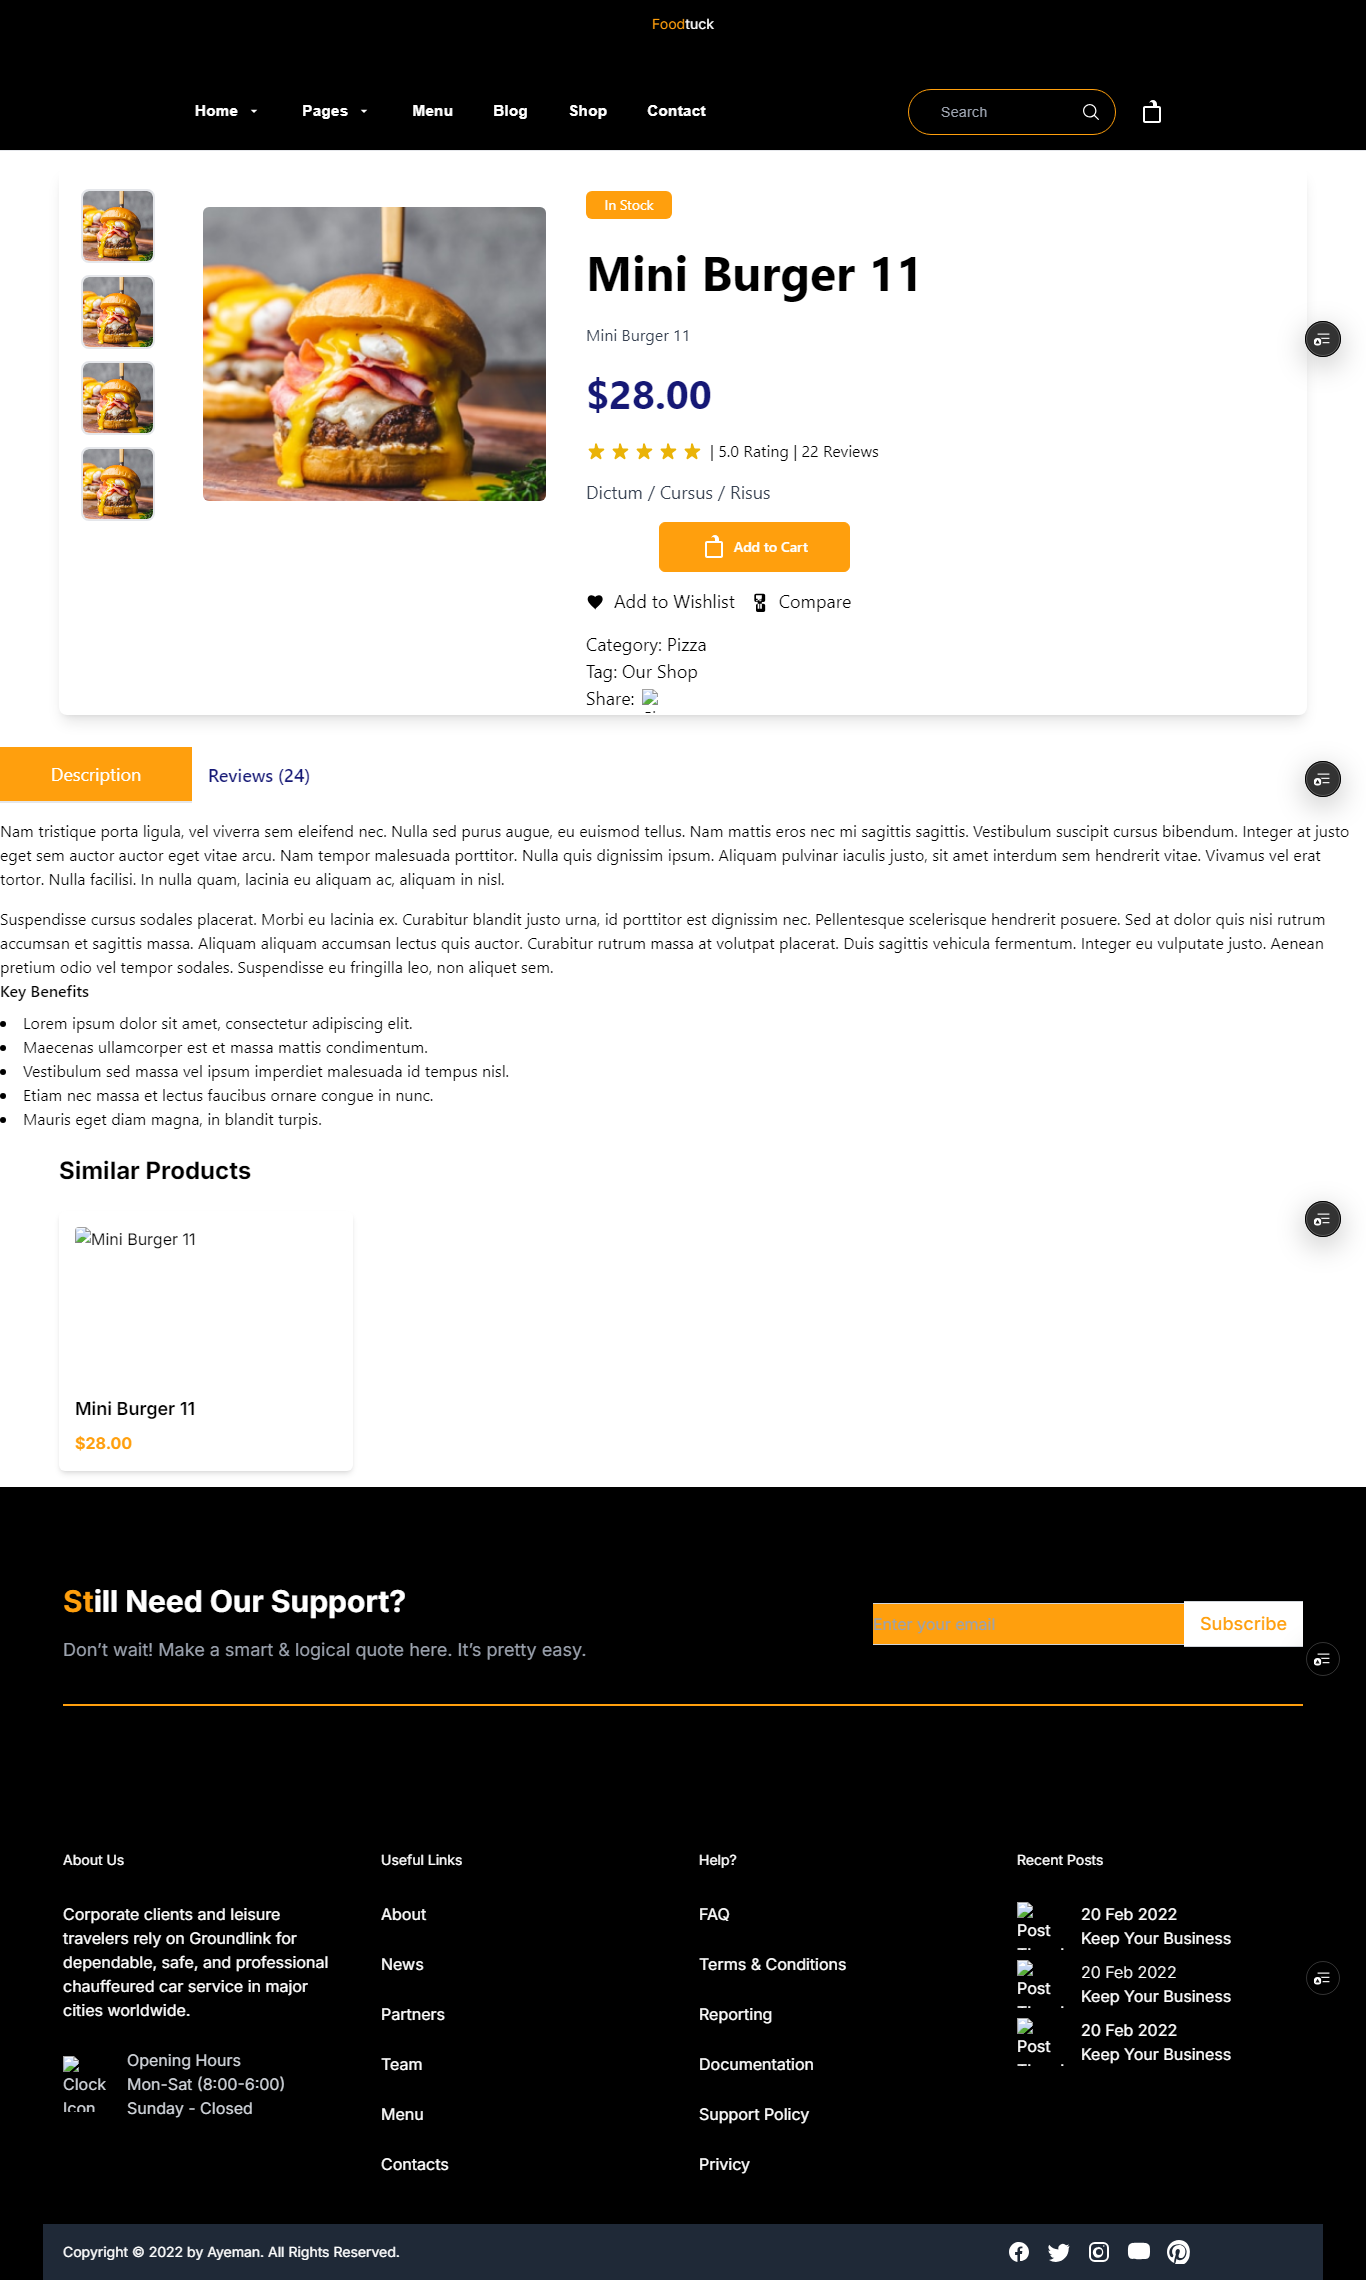 Foodtuck
Home Pages Menu Blog Shop Contact Search
In Stock
Mini Burger 11
Mini Burger 11
$28.00
| 5.0 Rating | 22 Reviews
Dictum / Cursus / Risus
Add to Cart
Add to Wishlist Compare
Category: Pizza
Tag: Our Shop
Share:
Description Reviews (24)
Nam tristique porta ligula, vel viverra sem eleifend nec. Nulla sed purus augue, eu euismod tellus. Nam mattis eros nec mi sagittis sagittis. Vestibulum suscipit cursus bibendum. Integer at justo
eget sem auctor auctor eget vitae arcu. Nam tempor malesuada porttitor. Nulla quis dignissim ipsum. Aliquam pulvinar iaculis justo, sit amet interdum sem hendrerit vitae. Vivamus vel erat
tortor. Nulla facilisi. In nulla quam, lacinia eu aliquam ac, aliquam in nisl.
Suspendisse cursus sodales placerat. Morbi eu lacinia ex. Curabitur blandit justo urna, id porttitor est dignissim nec. Pellentesque scelerisque hendrerit posuere. Sed at dolor quis nisi rutrum
accumsan et sagittis massa. Aliquam aliquam accumsan lectus quis auctor. Curabitur rutrum massa at volutpat placerat. Duis sagittis vehicula fermentum. Integer eu vulputate justo. Aenean
pretium odio vel tempor sodales. Suspendisse eu fringilla leo, non aliquet sem.
Key Benefits
Lorem ipsum dolor sit amet, consectetur adipiscing elit.
Maecenas ullamcorper est et massa mattis condimentum.
Vestibulum sed massa vel ipsum imperdiet malesuada id tempus nisl.
Etiam nec massa et lectus faucibus ornare congue in nunc.
Mauris eget diam magna, in blandit turpis.
Similar Products
Mini Burger 11
Mini Burger 11
$28.00
Still Need Our Support?
Don’t wait! Make a smart & logical quote here. It’s pretty easy.
Enter your email Subscribe
About Us
Corporate clients and leisure
travelers rely on Groundlink for
dependable, safe, and professional
chauffeured car service in major
cities worldwide.
Clock
Icon
Opening Hours
Mon-Sat (8:00-6:00)
Sunday - Closed
Useful Links
About
News
Partners
Team
Menu
Contacts
Help?
FAQ
Terms & Conditions
Reporting
Documentation
Support Policy
Privicy
Recent Posts
Post
20 Feb 2022
Keep Your Business
Post
20 Feb 2022
Keep Your Business
Post
20 Feb 2022
Keep Your Business
Copyright © 2022 by Ayeman. All Rights Reserved.